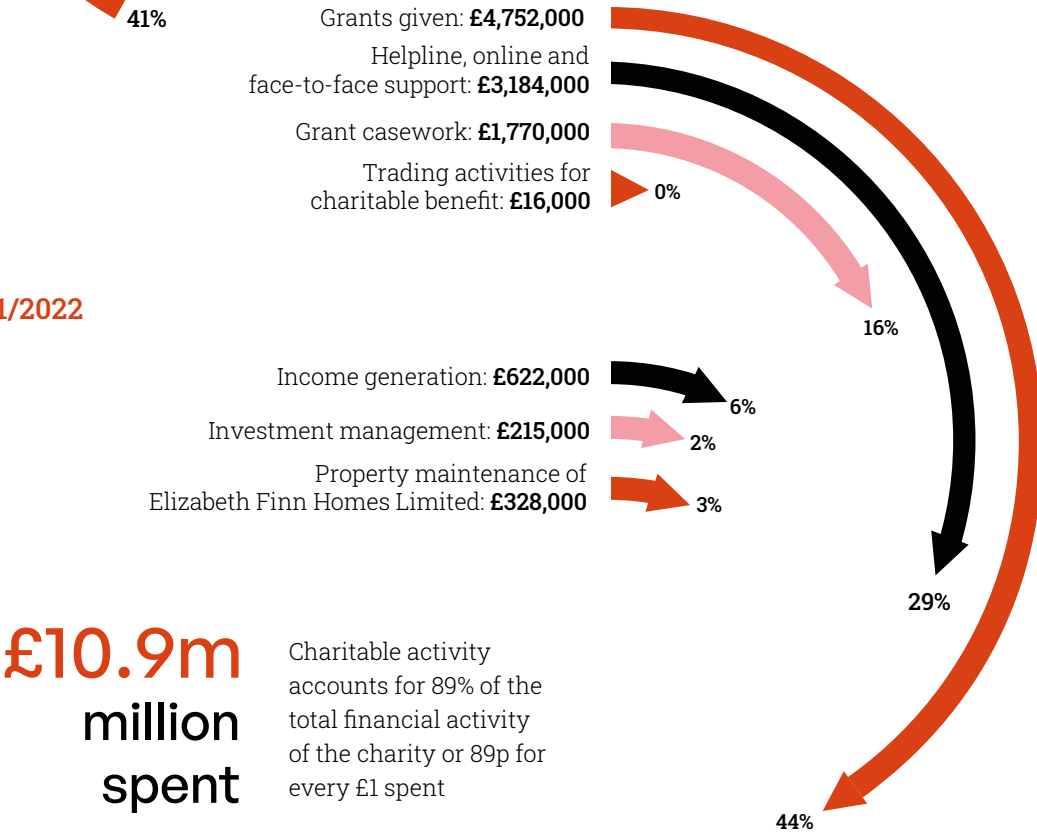 41%
Grants given: £4,752,000
Helpline, online and
face-to-face support: £3,184,000
Grant casework: £1,770,000
Trading activities for
charitable benefit: £16,000
0%
16%
1/2022
Income generation: £622,000
6%
Investment management: £215,000
2%
Property maintenance of
Elizabeth Finn Homes Limited: £328,000
3%
29%
44%
£10.9m
million
spent
Charitable activity
accounts for 89% of the
total financial activity
of the charity or 89p for
every £1 spent